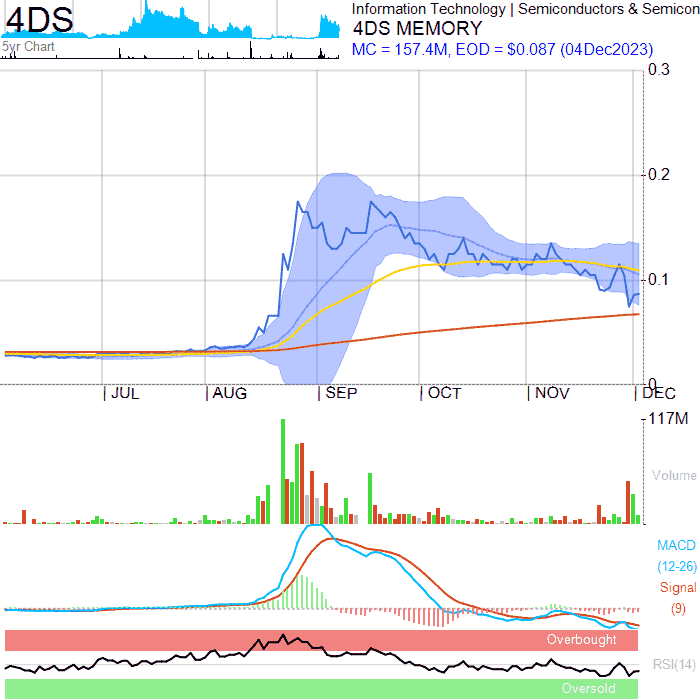 4DS
5yr Chart
Information Technology | Semiconductors & Semicon
4DS MEMORY
MC = 157.4M, EOD = $0.087 (04Dec2023)
0.3
0.2
0.1
0
JUL AUG SEP OCT NOV DEC
117M
Volume
MACD
(12-26)
Signal
(9)
Overbought
RSI(14)
Oversold